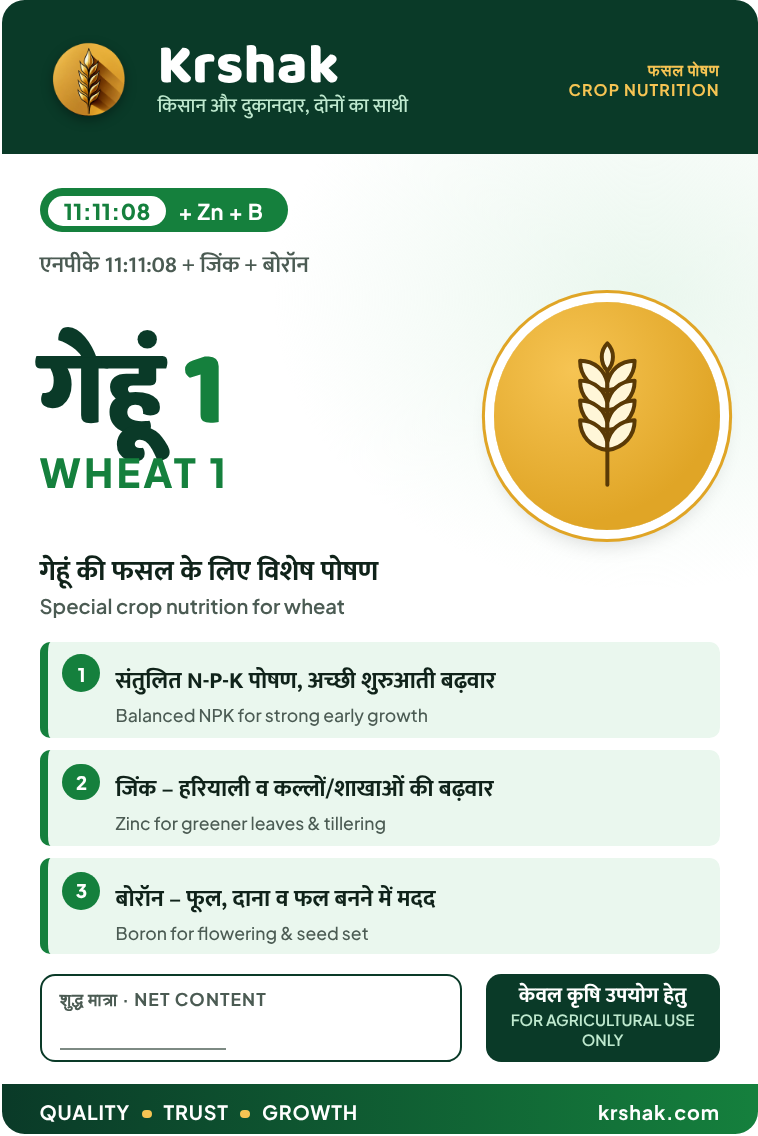 Krshak
किसान और दुकानदार, दोनों का साथी
फसल पोषण
CROP NUTRITION
11:11:08 + Zn + B
एनपीके 11:11:08 + जिंक + बोरॉन
गेहूं 1
WHEAT 1
गेहूं की फसल के लिए विशेष पोषण
Special crop nutrition for wheat
1
संतुलित N-P-K पोषण, अच्छी शुरुआती बढ़वार
Balanced NPK for strong early growth
2
जिंक – हरियाली व कल्लों/शाखाओं की बढ़वार
Zinc for greener leaves & tillering
3
बोरॉन – फूल, दाना व फल बनने में मदद
Boron for flowering & seed set
शुद्ध मात्रा · NET CONTENT
केवल कृषि उपयोग हेतु
FOR AGRICULTURAL USE
ONLY
QUALITY • TRUST • GROWTH
krshak.com